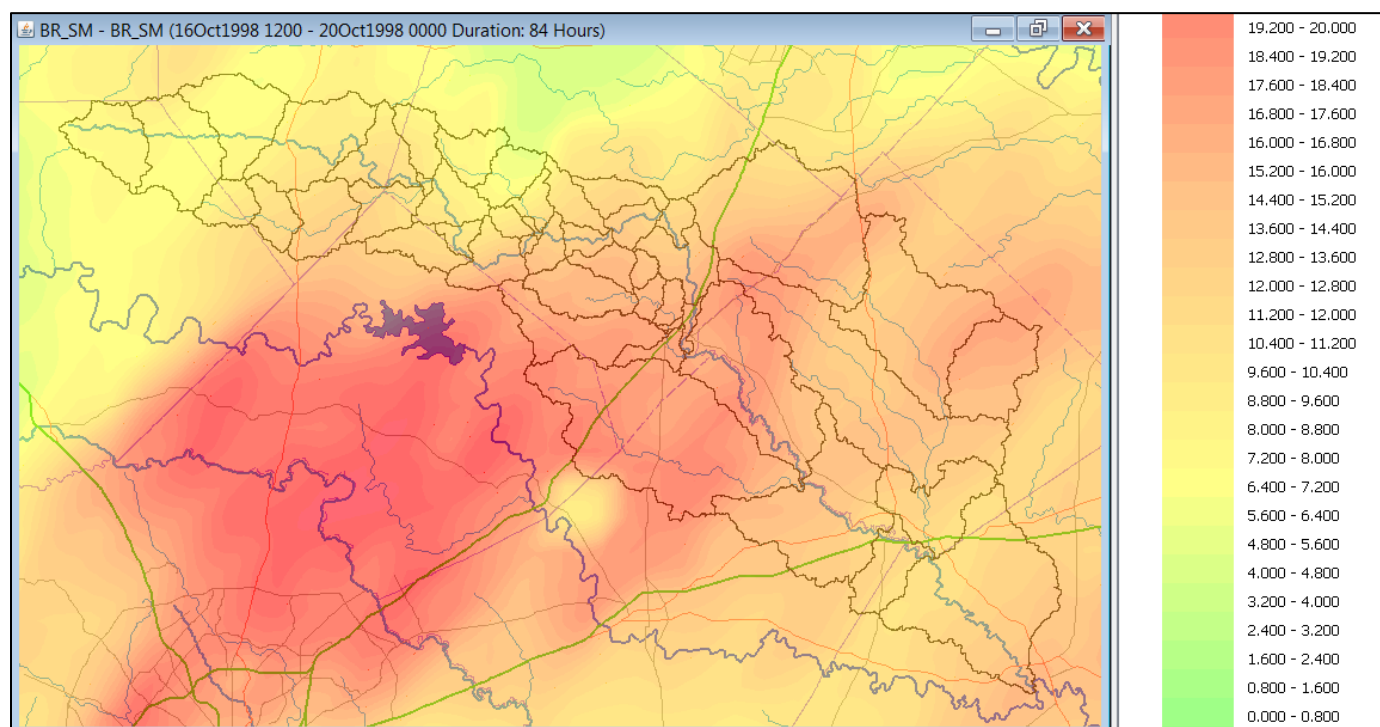 BR_SM - BR_SM (16Oct1998 1200 - 20Oct1998 0000 Duration: 84 Hours)
19.200 - 20.000
18.400 - 19.200
17.600 - 18.400
16.800 - 17.600
16.000 - 16.800
15.200 - 16.000
14.400 - 15.200
13.600 - 14.400
12.800 - 13.600
12.000 - 12.800
11.200 - 12.000
10.400 - 11.200
9.600 - 10.400
8.800 - 9.600
8.000 - 8.800
7.200 - 8.000
6.400 - 7.200
5.600 - 6.400
4.800 - 5.600
4.000 - 4.800
3.200 - 4.000
2.400 - 3.200
1.600 - 2.400
0.800 - 1.600
0.000 - 0.800